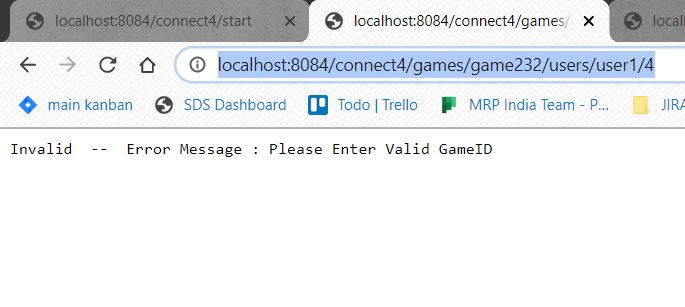 localhost:8084/connect4/start
localhost:8084/connect4/games/
localhost:8084/connect4/games/game232/users/user1/4
main kanban SDS Dashboard Todo | Trello MRP India Team - P... JIRA
Invalid -- Error Message : Please Enter Valid GameID